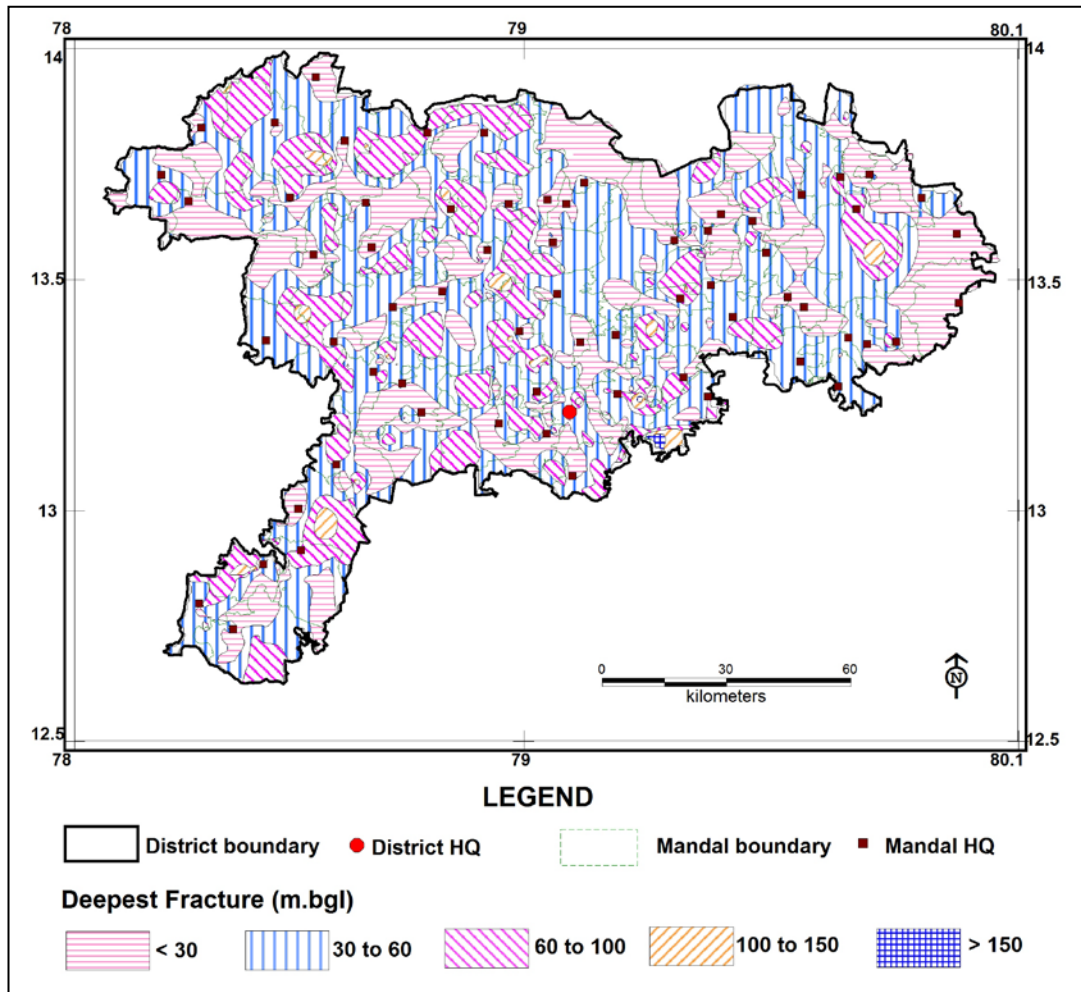 78 79 80.1
14 14
13.5 13.5
13 13
0 30 60
kilometers
N
12.5 12.5
78 79 80.1
LEGEND
District boundary District HQ Mandal boundary Mandal HQ
Deepest Fracture (m.bgl)
< 30 30 to 60 60 to 100 100 to 150 > 150